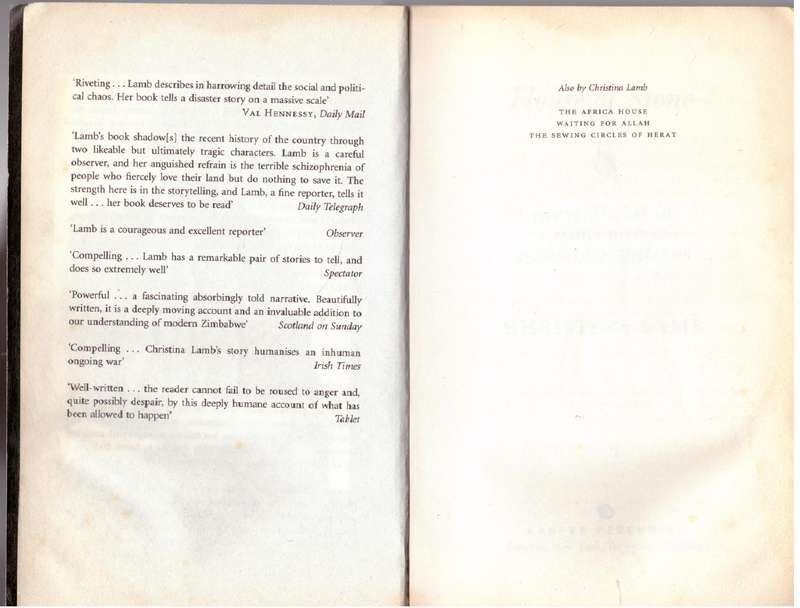 'Riveting . . . Lamb describes in harrowing detail the social and politi-
cal chaos. Her book tells a disaster story on a massive scale'
VAL HENNESSY, Daily Mail
'Lamb's book shadow[s] the recent history of the country through
two likeable but ultimately tragic characters. Lamb is a careful
observer, and her anguished refrain is the terrible schizophrenia of
people who fiercely love their land but do nothing to save it. The
strength here is in the storytelling, and Lamb, a fine reporter, tells it
well . . . her book deserves to be read' Daily Telegraph
'Lamb is a courageous and excellent reporter' Observer
'Compelling . . . Lamb has a remarkable pair of stories to tell, and
does so extremely well' Spectator
'Powerful . . . a fascinating absorbingly told narrative. Beautifully
written, it is a deeply moving account and an invaluable addition to
our understanding of modern Zimbabwe' Scotland on Sunday
'Compelling . . . Christina Lamb's story humanises an inhuman
ongoing war' Irish Times
'Well-written . . . the reader cannot fail to be roused to anger and,
quite possibly despair, by this deeply humane account of what has
been allowed to happen' Tablet
Also by Christina Lamb
THE AFRICA HOUSE
WAITING FOR ALLAH
THE SEWING CIRCLES OF HERAT